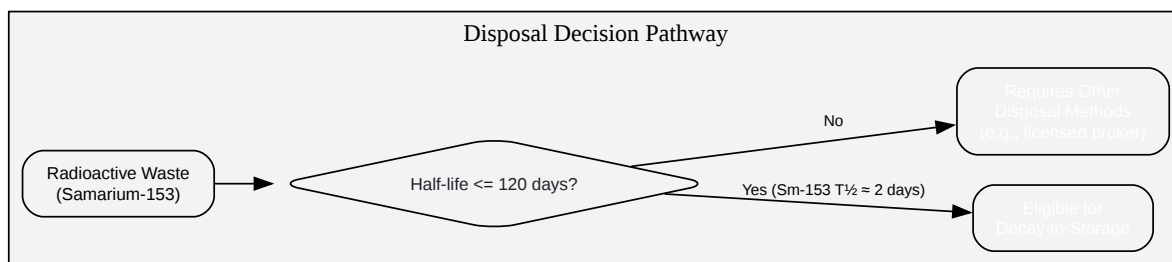 Disposal Decision Pathway
Radioactive Waste
(Samarium-153)
Half-life <= 120 days?
No
Requires Other
Disposal Methods
(e.g., licensed broker)
Yes (Sm-153 T½ ≈ 2 days)
Eligible for
Decay-in-Storage